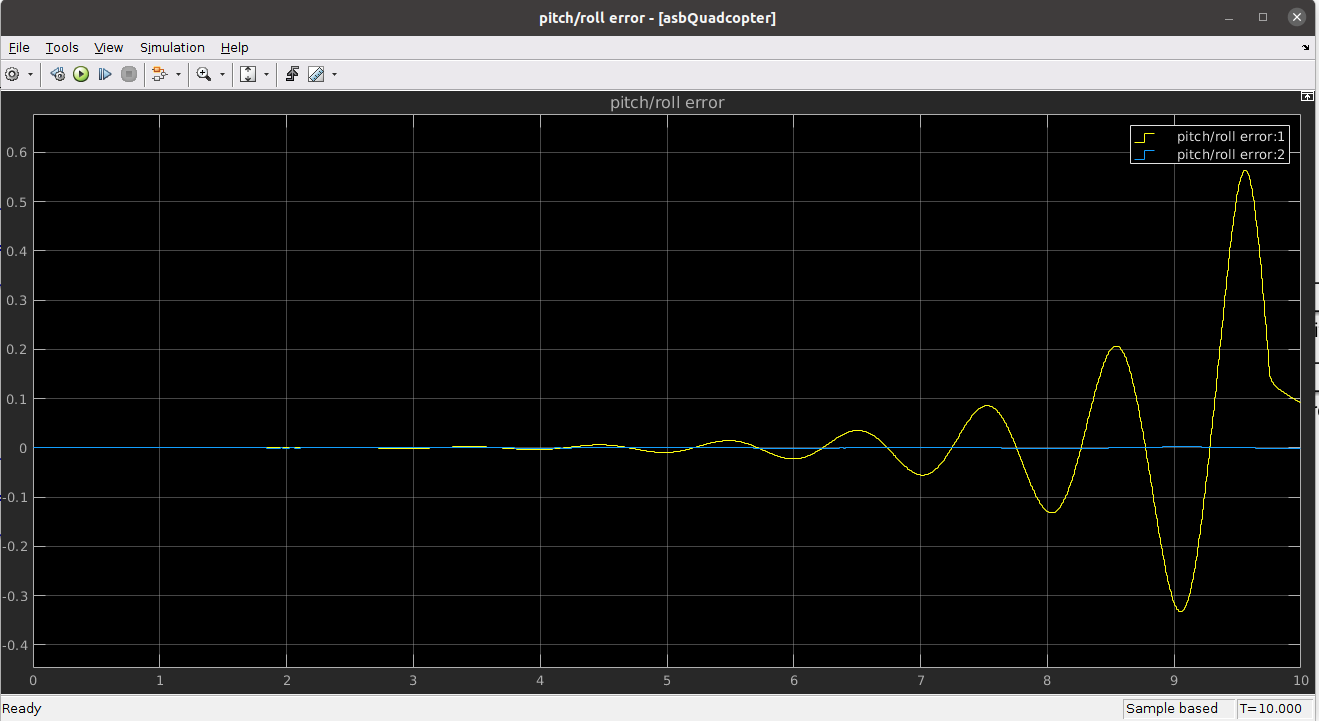 pitch/roll error - [asbQuadcopter]
File Tools View Simulation Help
pitch/roll error
pitch/roll error:1
pitch/roll error:2
0.6
0.5
0.4
0.3
0.2
0.1
0
-0.1
-0.2
-0.3
-0.4
0 1 2 3 4 5 6 7 8 9 10
Ready
Sample based T=10.000